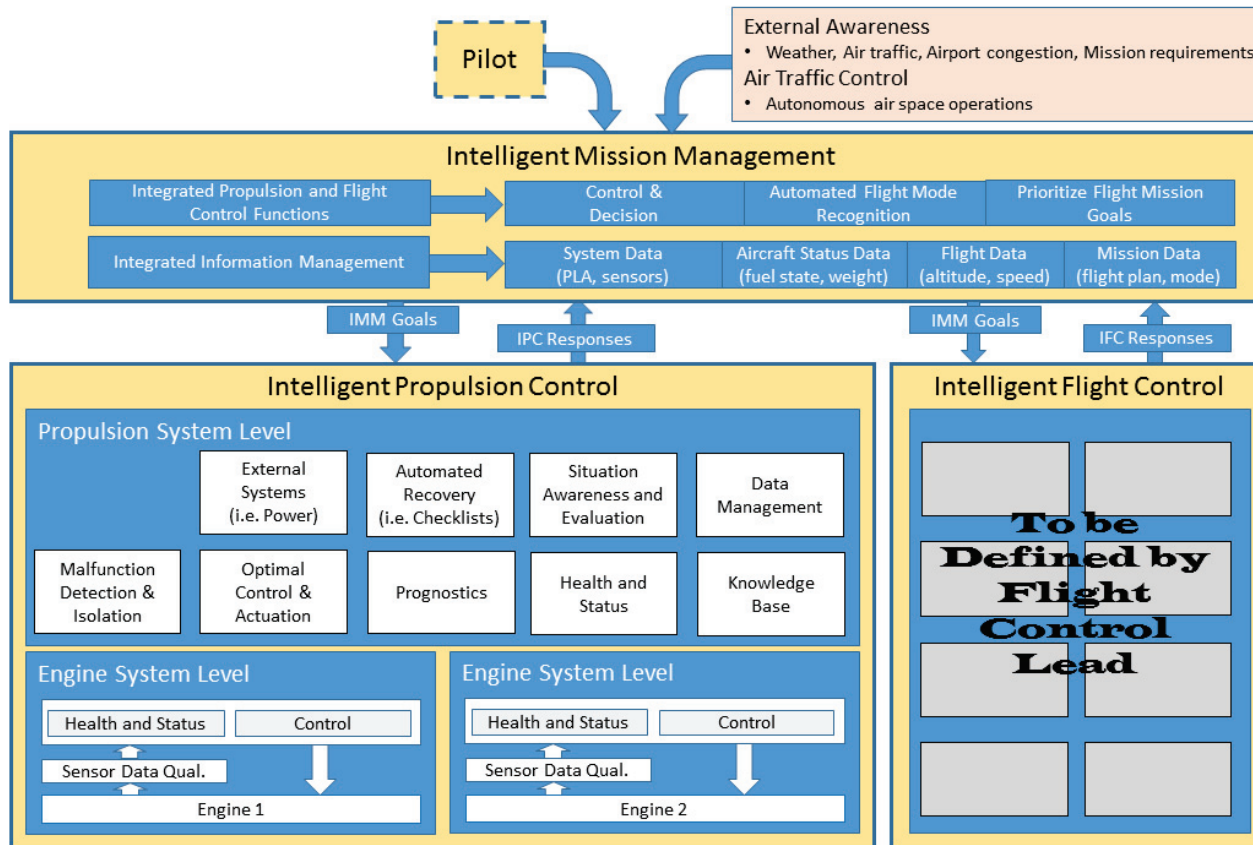 Pilot
External Awareness
• Weather, Air traffic, Airport congestion, Mission requirements
Air Traffic Control
• Autonomous air space operations
Intelligent Mission Management
Integrated Propulsion and Flight
Control Functions
Control &
Decision
Automated Flight Mode
Recognition
Prioritize Flight Mission
Goals
Integrated Information Management
System Data
(PLA, sensors)
Aircraft Status Data
(fuel state, weight)
Flight Data
(altitude, speed)
Mission Data
(flight plan, mode)
IMM Goals
IPC Responses
IMM Goals
IFC Responses
Intelligent Propulsion Control
Propulsion System Level
External
Systems
(i.e. Power)
Automated
Recovery
(i.e. Checklists)
Situation
Awareness and
Evaluation
Data
Management
Malfunction
Detection &
Isolation
Optimal
Control &
Actuation
Prognostics
Health and
Status
Knowledge
Base
Engine System Level
Health and Status
Control
Sensor Data Qual.
Engine 1
Engine System Level
Health and Status
Control
Sensor Data Qual.
Engine 2
Intelligent Flight Control
To be
Defined by
Flight
Control
Lead